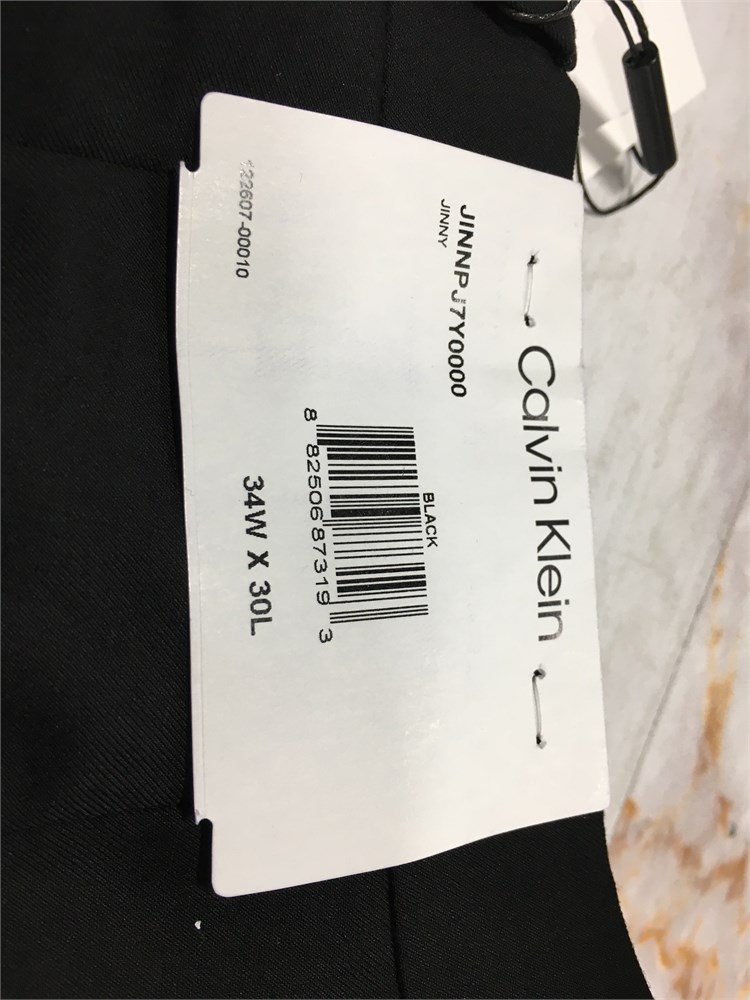 Calvin Klein
JINNPJ7Y0000
JINNY
BLACK
8 82506 87319 3
34W X 30L
122607-00010